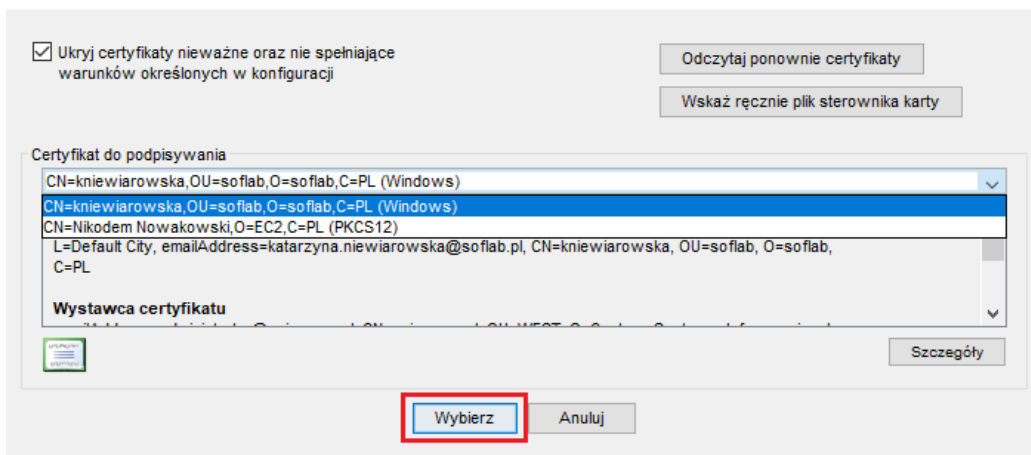 Ukryj certyfikaty nieważne oraz nie spełniające
warunków określonych w konfiguracji
Odczytaj ponownie certyfikaty
Wskaż ręcznie plik sterownika karty
Certyfikat do podpisywania
CN=kniewiarowska,OU=soflab,O=soflab,C=PL (Windows)
CN=kniewiarowska,OU=soflab,O=soflab,C=PL (Windows)
CN=Nikodem Nowakowski,O=EC2,C=PL (PKCS12)
L=Default City, emailAddress=katarzyna.niewiarowska@soflab.pl, CN=kniewiarowska, OU=soflab, O=soflab,
C=PL
Wystawca certyfikatu
Szczegóły
Wybierz
Anuluj